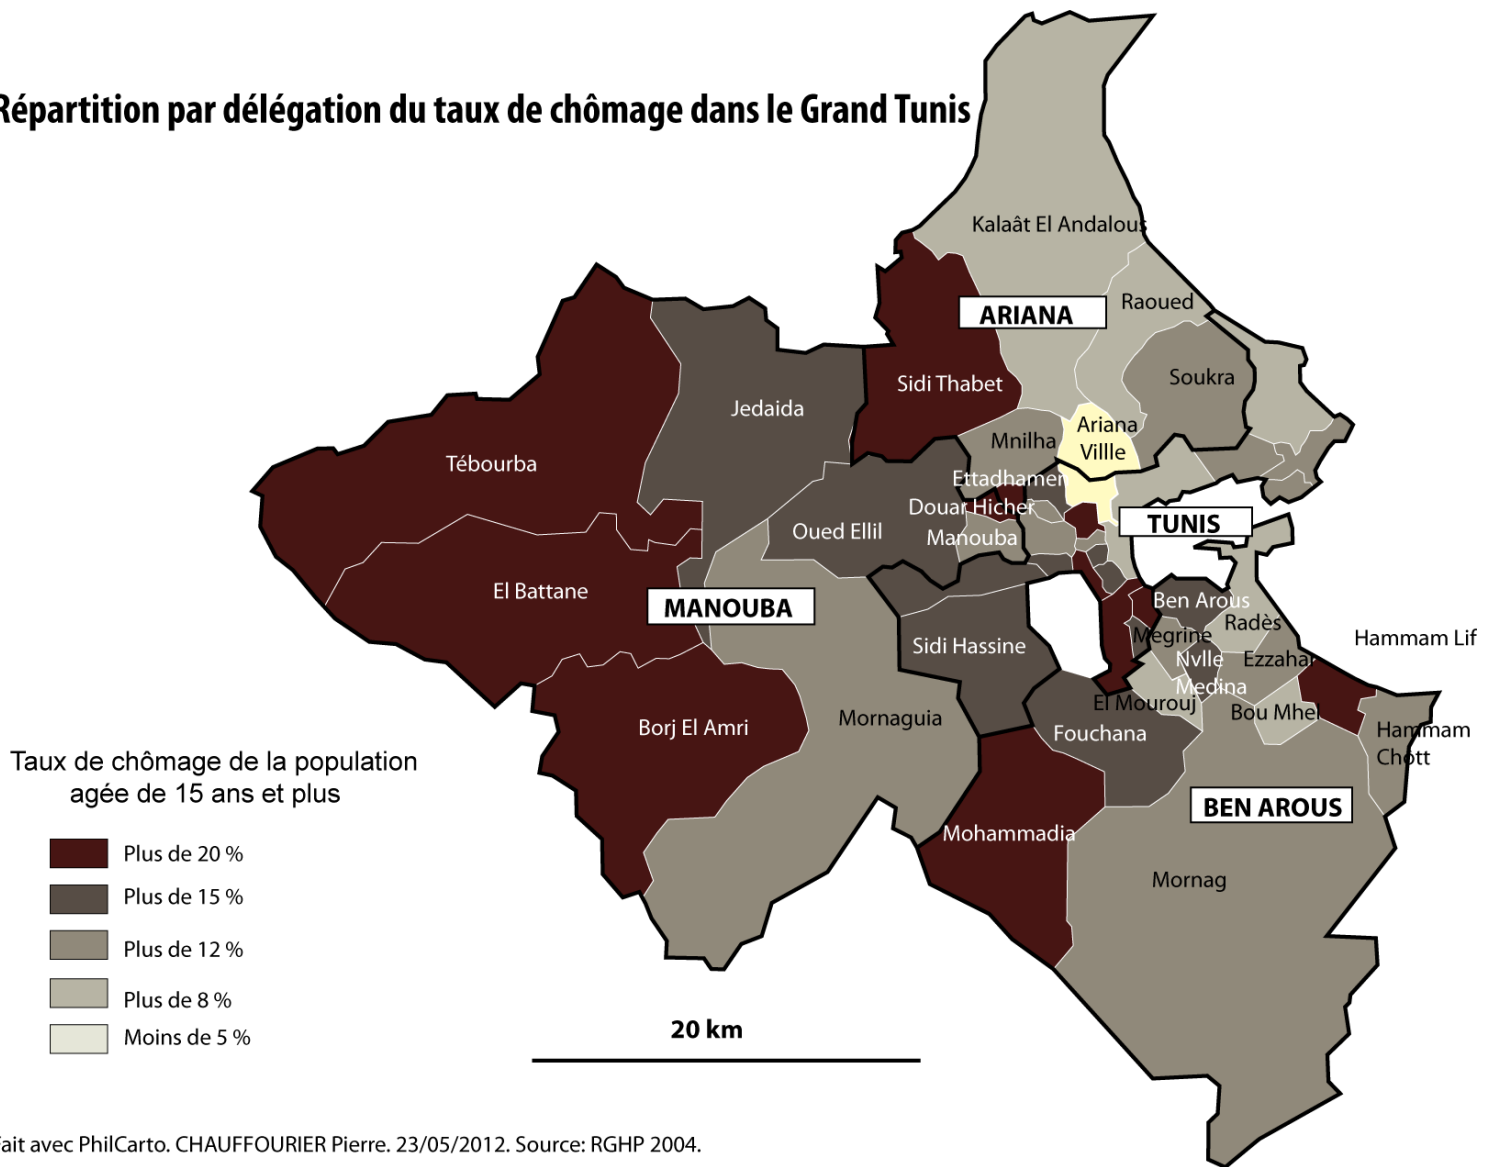 Répartition par délégation du taux de chômage dans le Grand Tunis
Kalaât El Andalous
Raoued
ARIANA
Soukra
Sidi Thabet
Jedaida
Ariana
Villle
Mnilha
Tébourba
Ettadhamen
Douar Hicher
TUNIS
Oued Ellil
Manouba
El Battane
MANOUBA
Ben Arous
Radès
Mégrine
Hammam Lif
Sidi Hassine
Nvlle
Medina
Ezzahar
El Mourouj
Bou Mhel
Mornaguia
Borj El Amri
Fouchana
Hammam
Chott
BEN AROUS
Mohammadia
Mornag
Taux de chômage de la population
agée de 15 ans et plus
Plus de 20 %
Plus de 15 %
Plus de 12 %
Plus de 8 %
Moins de 5 %
20 km
Fait avec PhilCarto. CHAUFFOURIER Pierre. 23/05/2012. Source: RGHP 2004.